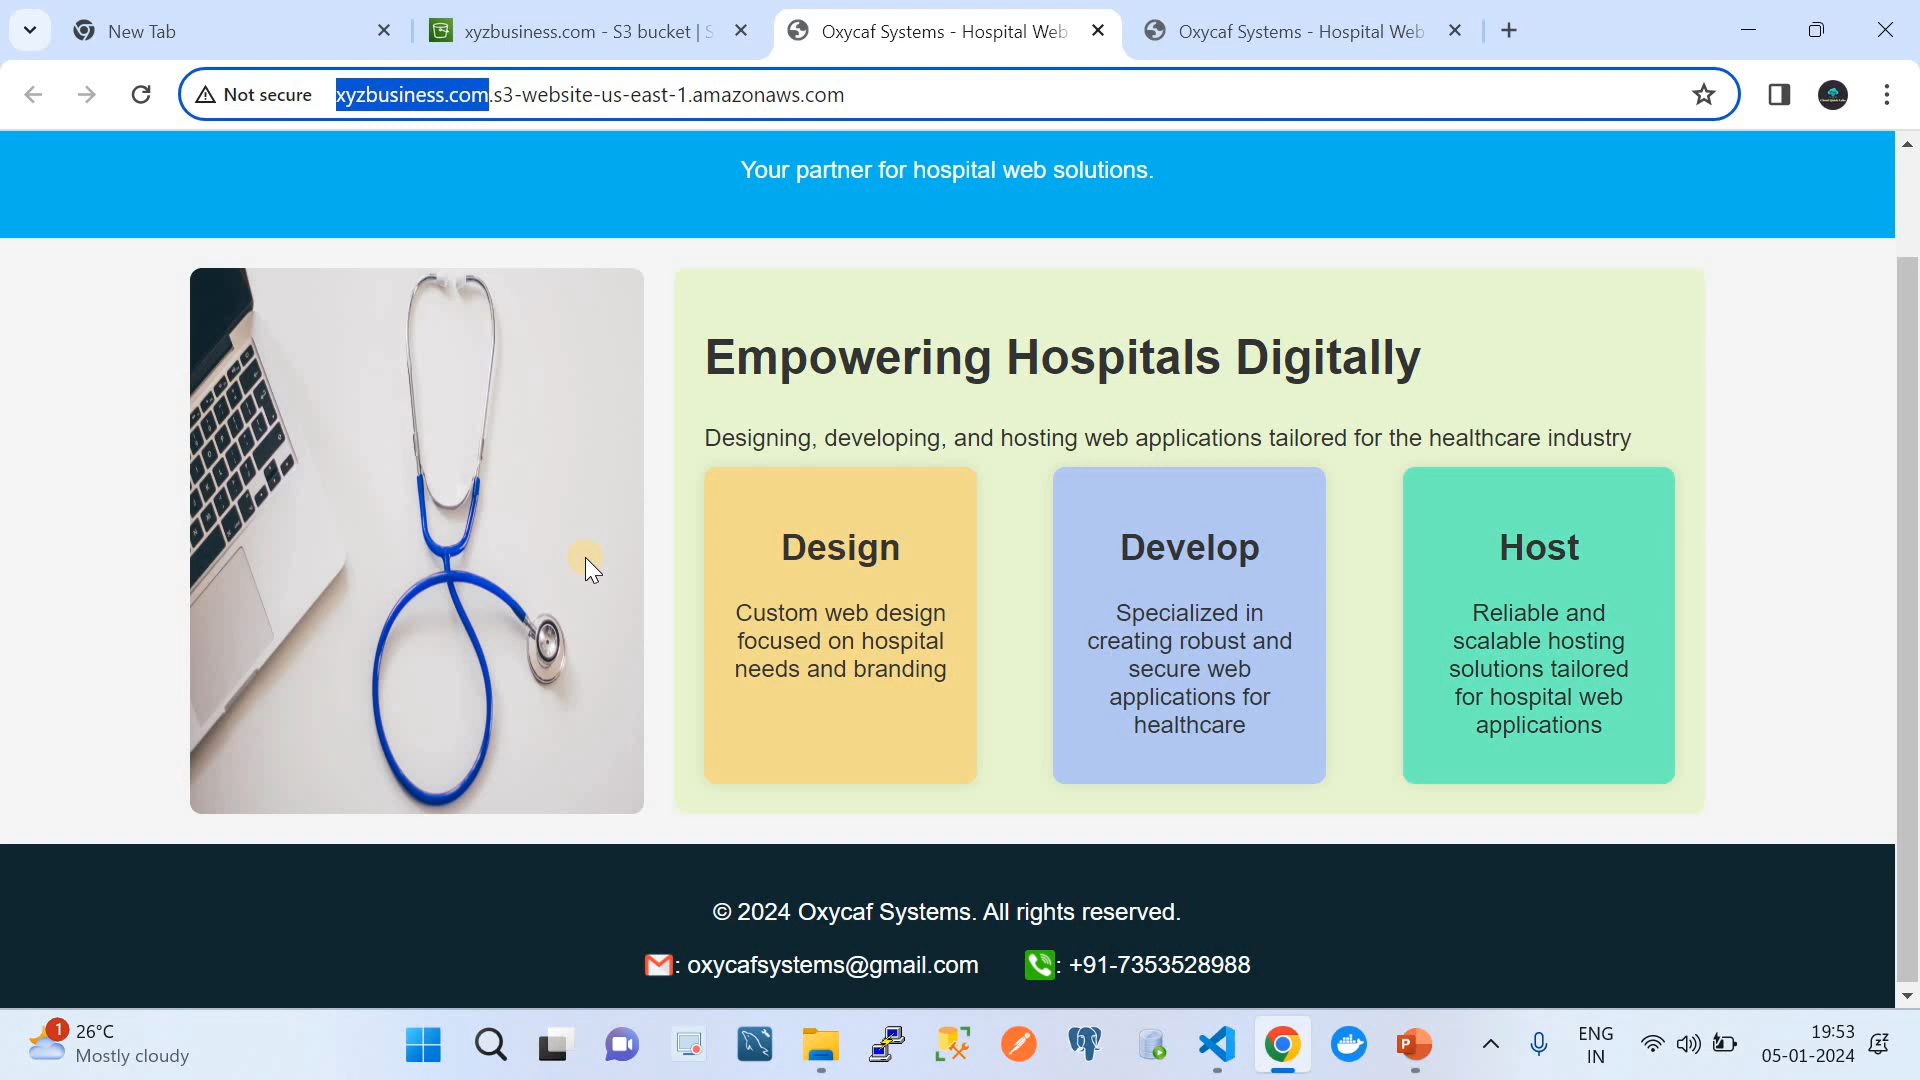 New Tab
xyzbusiness.com - S3 bucket | S
Oxycaf Systems - Hospital Web
Oxycaf Systems - Hospital Web
Not secure
xyzbusiness.com.s3-website-us-east-1.amazonaws.com
Your partner for hospital web solutions.
Empowering Hospitals Digitally
Designing, developing, and hosting web applications tailored for the healthcare industry
Design
Custom web design
focused on hospital
needs and branding
Develop
Specialized in
creating robust and
secure web
applications for
healthcare
Host
Reliable and
scalable hosting
solutions tailored
for hospital web
applications
© 2024 Oxycaf Systems. All rights reserved.
: oxycafsystems@gmail.com
: +91-7353528988
1
26°C
Mostly cloudy
P
ENG
IN
19:53
05-01-2024